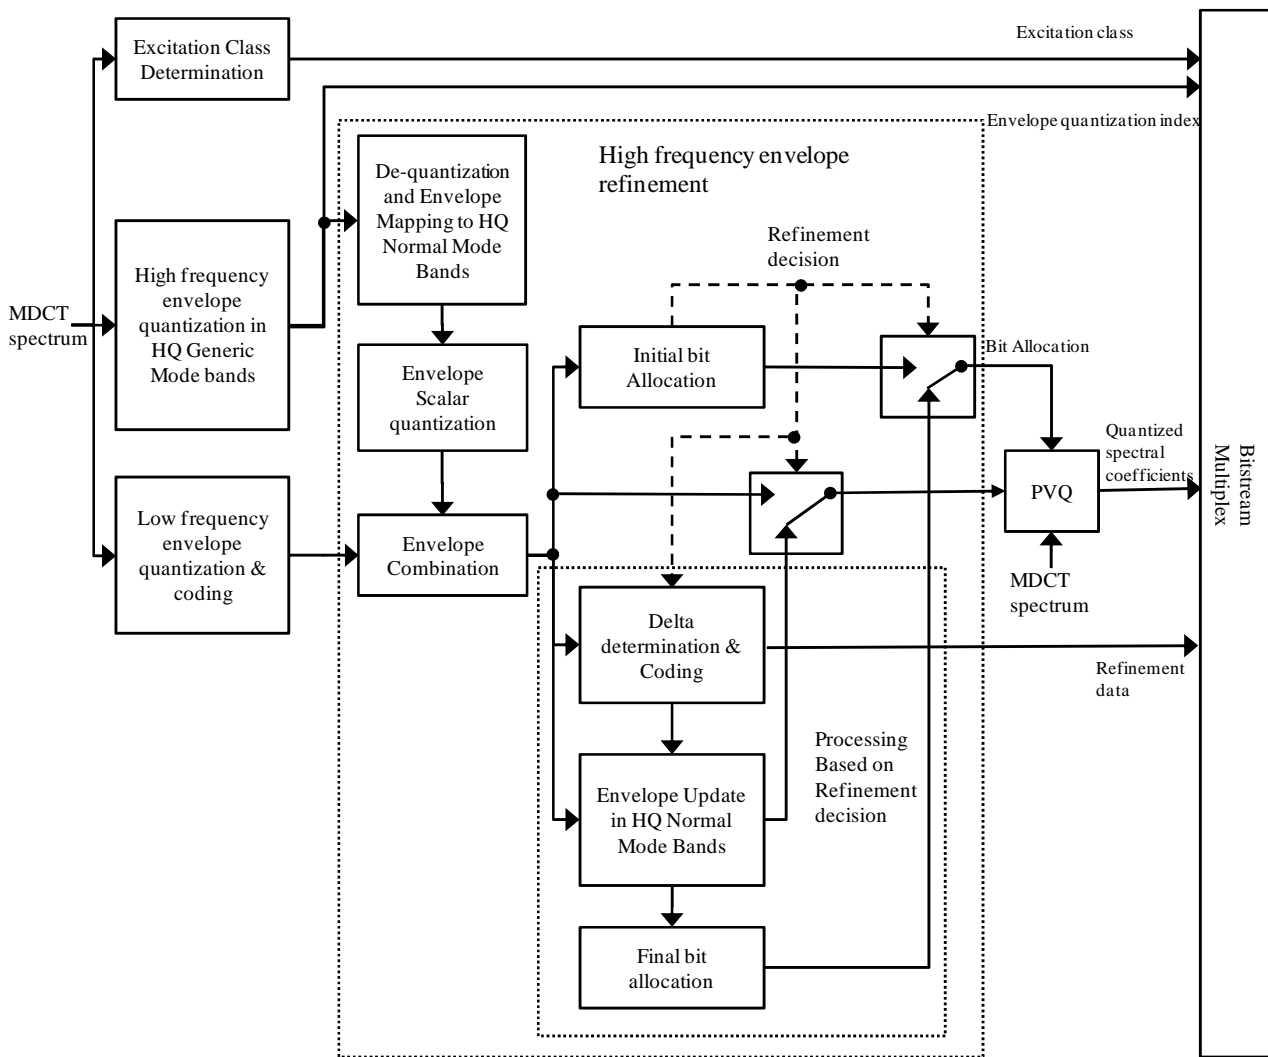 Excitation Class
Determination
Excitation class
Envelope quantization index
High frequency envelope
refinement
De-quantization
and Envelope
Mapping to HQ
Normal Mode
Bands
Refinement
decision
MDCT
spectrum
High frequency
envelope
quantization in
HQ Generic
Mode bands
Envelope
Scalar
quantization
Initial bit
Allocation
Bit Allocation
Quantized
spectral
coefficients
Bitstream
Multiplex
PVQ
Low frequency
envelope
quantization &
coding
Envelope
Combination
MDCT
spectrum
Delta
determination &
Coding
Refinement
data
Processing
Based on
Refinement
decision
Envelope Update
in HQ Normal
Mode Bands
Final bit
allocation